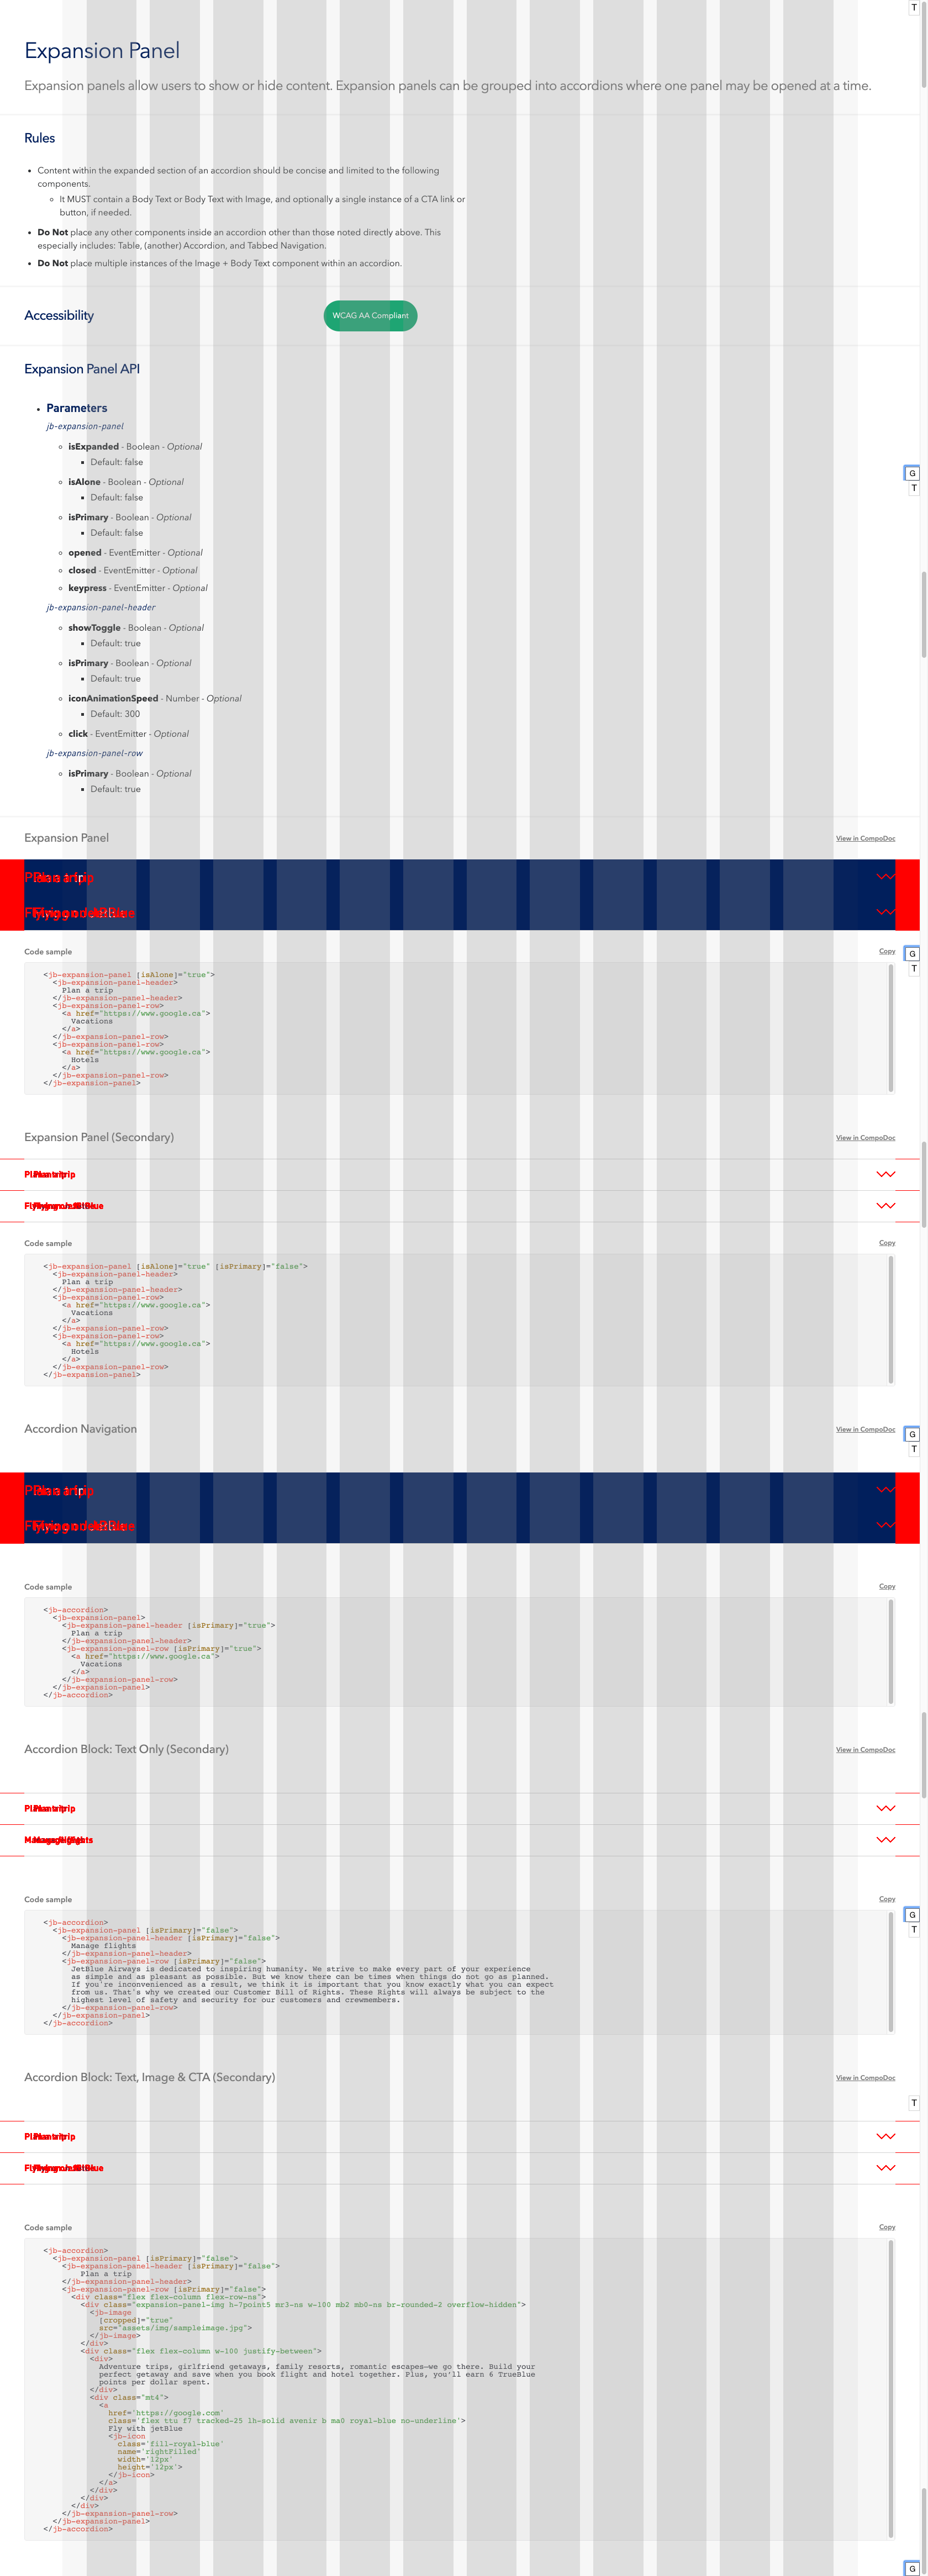 T
Expansion Panel
Expansion panels allow users to show or hide content. Expansion panels can be grouped into accordions where one panel may be opened at a time.
Rules
• Content within the expanded section of an accordion should be concise and limited to the following
components.
◦ It MUST contain a Body Text or Body Text with Image, and optionally a single instance of a CTA link or
button, if needed.
• Do Not place any other components inside an accordion other than those noted directly above. This
especially includes: Table, (another) Accordion, and Tabbed Navigation.
• Do Not place multiple instances of the Image + Body Text component within an accordion.
Accessibility
WCAG AA Compliant
Expansion Panel API
• Parameters
jb-expansion-panel
◦ isExpanded - Boolean - Optional
▪ Default: false
G
◦ isAlone - Boolean - Optional
T
▪ Default: false
◦ isPrimary - Boolean - Optional
▪ Default: false
◦ opened - EventEmitter - Optional
◦ closed - EventEmitter - Optional
◦ keypress - EventEmitter - Optional
jb-expansion-panel-header
◦ showToggle - Boolean - Optional
▪ Default: true
◦ isPrimary - Boolean - Optional
▪ Default: true
◦ iconAnimationSpeed - Number - Optional
▪ Default: 300
◦ click - EventEmitter - Optional
jb-expansion-panel-row
◦ isPrimary - Boolean - Optional
▪ Default: true
Expansion Panel
View in CompoDoc
Plan a trip
Code sample
Copy
G
T
<jb-expansion-panel [isAlone]="true">
<jb-expansion-panel-header>
Plan a trip
</jb-expansion-panel-header>
<jb-expansion-panel-row>
<a href="https://www.google.ca">
Vacations
</a>
</jb-expansion-panel-row>
<jb-expansion-panel-row>
<a href="https://www.google.ca">
Hotels
</a>
</jb-expansion-panel-row>
</jb-expansion-panel>
Expansion Panel (Secondary)
View in CompoDoc
Plan a trip
Code sample
Copy
<jb-expansion-panel [isAlone]="true" [isPrimary]="false">
<jb-expansion-panel-header>
Plan a trip
</jb-expansion-panel-header>
<jb-expansion-panel-row>
<a href="https://www.google.ca">
Vacations
</a>
</jb-expansion-panel-row>
<jb-expansion-panel-row>
<a href="https://www.google.ca">
Hotels
</a>
</jb-expansion-panel-row>
</jb-expansion-panel>
Accordion Navigation
View in CompoDoc
G
T
Plan a trip
Code sample
Copy
<jb-accordion>
<jb-expansion-panel>
<jb-expansion-panel-header [isPrimary]="true">
Plan a trip
</jb-expansion-panel-header>
<jb-expansion-panel-row [isPrimary]="true">
<a href="https://www.google.ca">
Vacations
</a>
</jb-expansion-panel-row>
</jb-expansion-panel>
</jb-accordion>
Accordion Block: Text Only (Secondary)
View in CompoDoc
Plan a trip
Manage flights
Code sample
Copy
G
T
<jb-accordion>
<jb-expansion-panel [isPrimary]="false">
<jb-expansion-panel-header [isPrimary]="false">
Manage flights
</jb-expansion-panel-header>
<jb-expansion-panel-row [isPrimary]="false">
JetBlue Airways is dedicated to inspiring humanity. We strive to make every part of your experience
as simple and as pleasant as possible. But we know there can be times when things do not go as planned.
If you're inconvenienced as a result, we think it is important that you know exactly what you can expect
from us. That's why we created our Customer Bill of Rights. These Rights will always be subject to the
highest level of safety and security for our customers and crewmembers.
</jb-expansion-panel-row>
</jb-expansion-panel>
</jb-accordion>
Accordion Block: Text, Image & CTA (Secondary)
View in CompoDoc
T
Plan a trip
Code sample
Copy
<jb-accordion>
<jb-expansion-panel [isPrimary]="false">
<jb-expansion-panel-header [isPrimary]="false">
Plan a trip
</jb-expansion-panel-header>
<jb-expansion-panel-row [isPrimary]="false">
<div class="flex flex-column flex-row-ns">
<div class="expansion-panel-img h-7point5 mr3-ns w-100 mb2 mb0-ns br-rounded-2 overflow-hidden">
<jb-image
[cropped]="true"
src="assets/img/sampleimage.jpg">
</jb-image>
</div>
<div class="flex flex-column w-100 justify-between">
<div>
Adventure trips, girlfriend getaways, family resorts, romantic escapes—we go there. Build your
perfect getaway and save when you book flight and hotel together. Plus, you'll earn 6 TrueBlue
points per dollar spent.
</div>
<div class="mt4">
<a
href='https://google.com'
class='flex ttu f7 tracked-25 lh-solid avenir b ma0 royal-blue no-underline'>
Fly with jetBlue
<jb-icon
class='fill-royal-blue'
name='rightFilled'
width='12px'
height='12px'>
</jb-icon>
</a>
</div>
</div>
</div>
</jb-expansion-panel-row>
</jb-expansion-panel>
</jb-accordion>
G